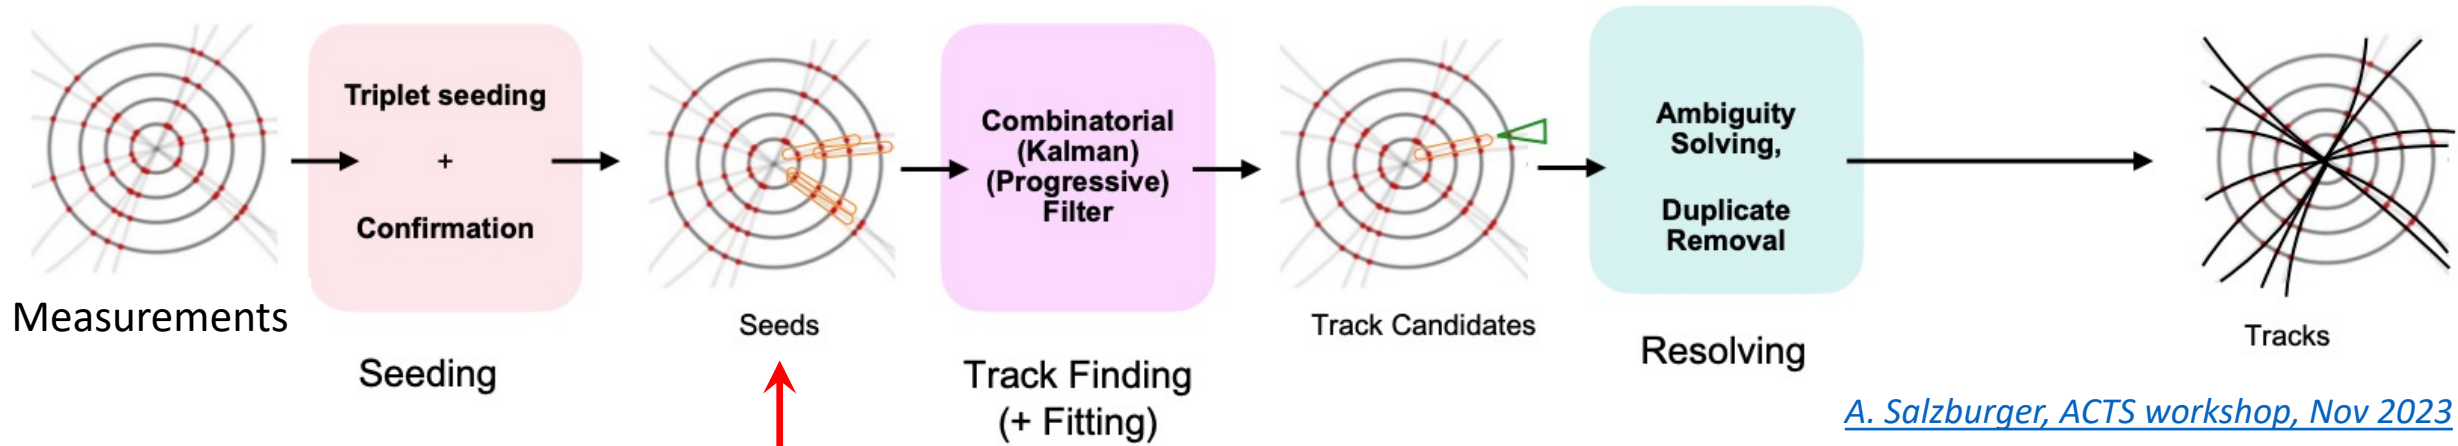 Measurements
Triplet seeding
+
Confirmation
Seeding
Seeds
Combinatorial
(Kalman)
(Progressive)
Filter
Track Finding
(+ Fitting)
Track Candidates
Ambiguity
Solving,
Duplicate
Removal
Resolving
Tracks
A. Salzburger, ACTS workshop, Nov 2023